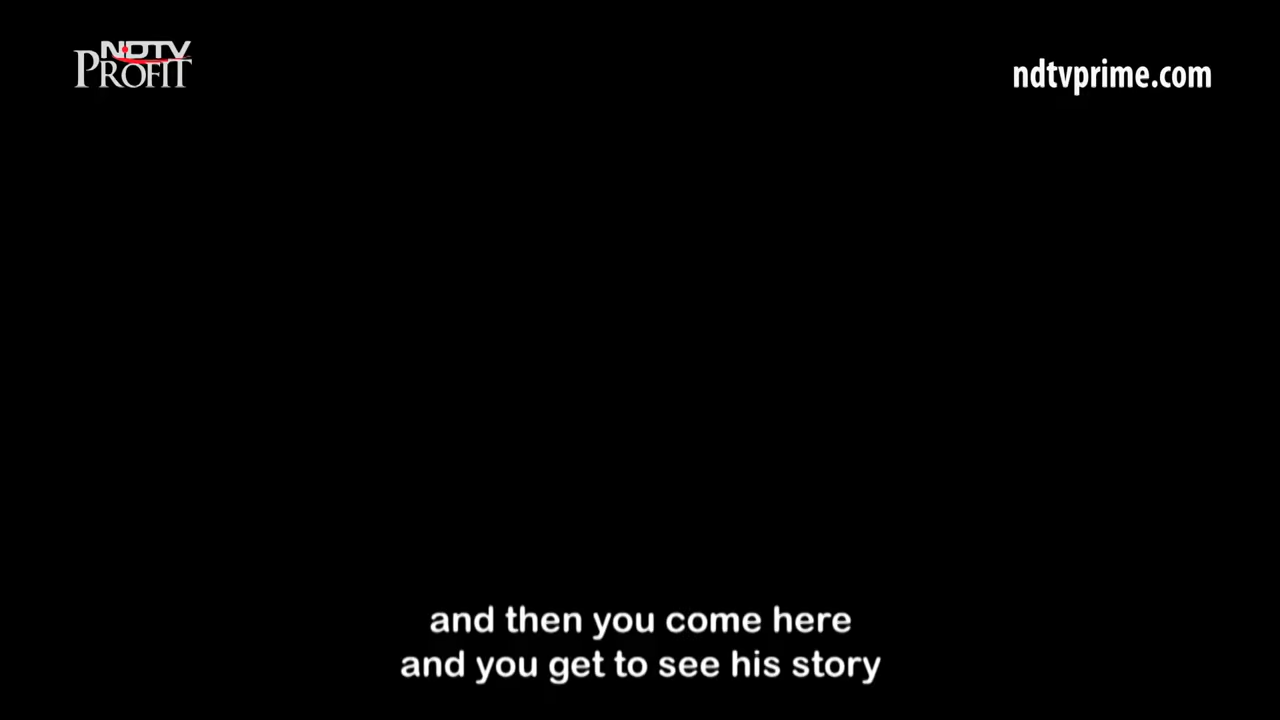 NDTV
PROFIT
ndtvprime.com
and then you come here
and you get to see his story